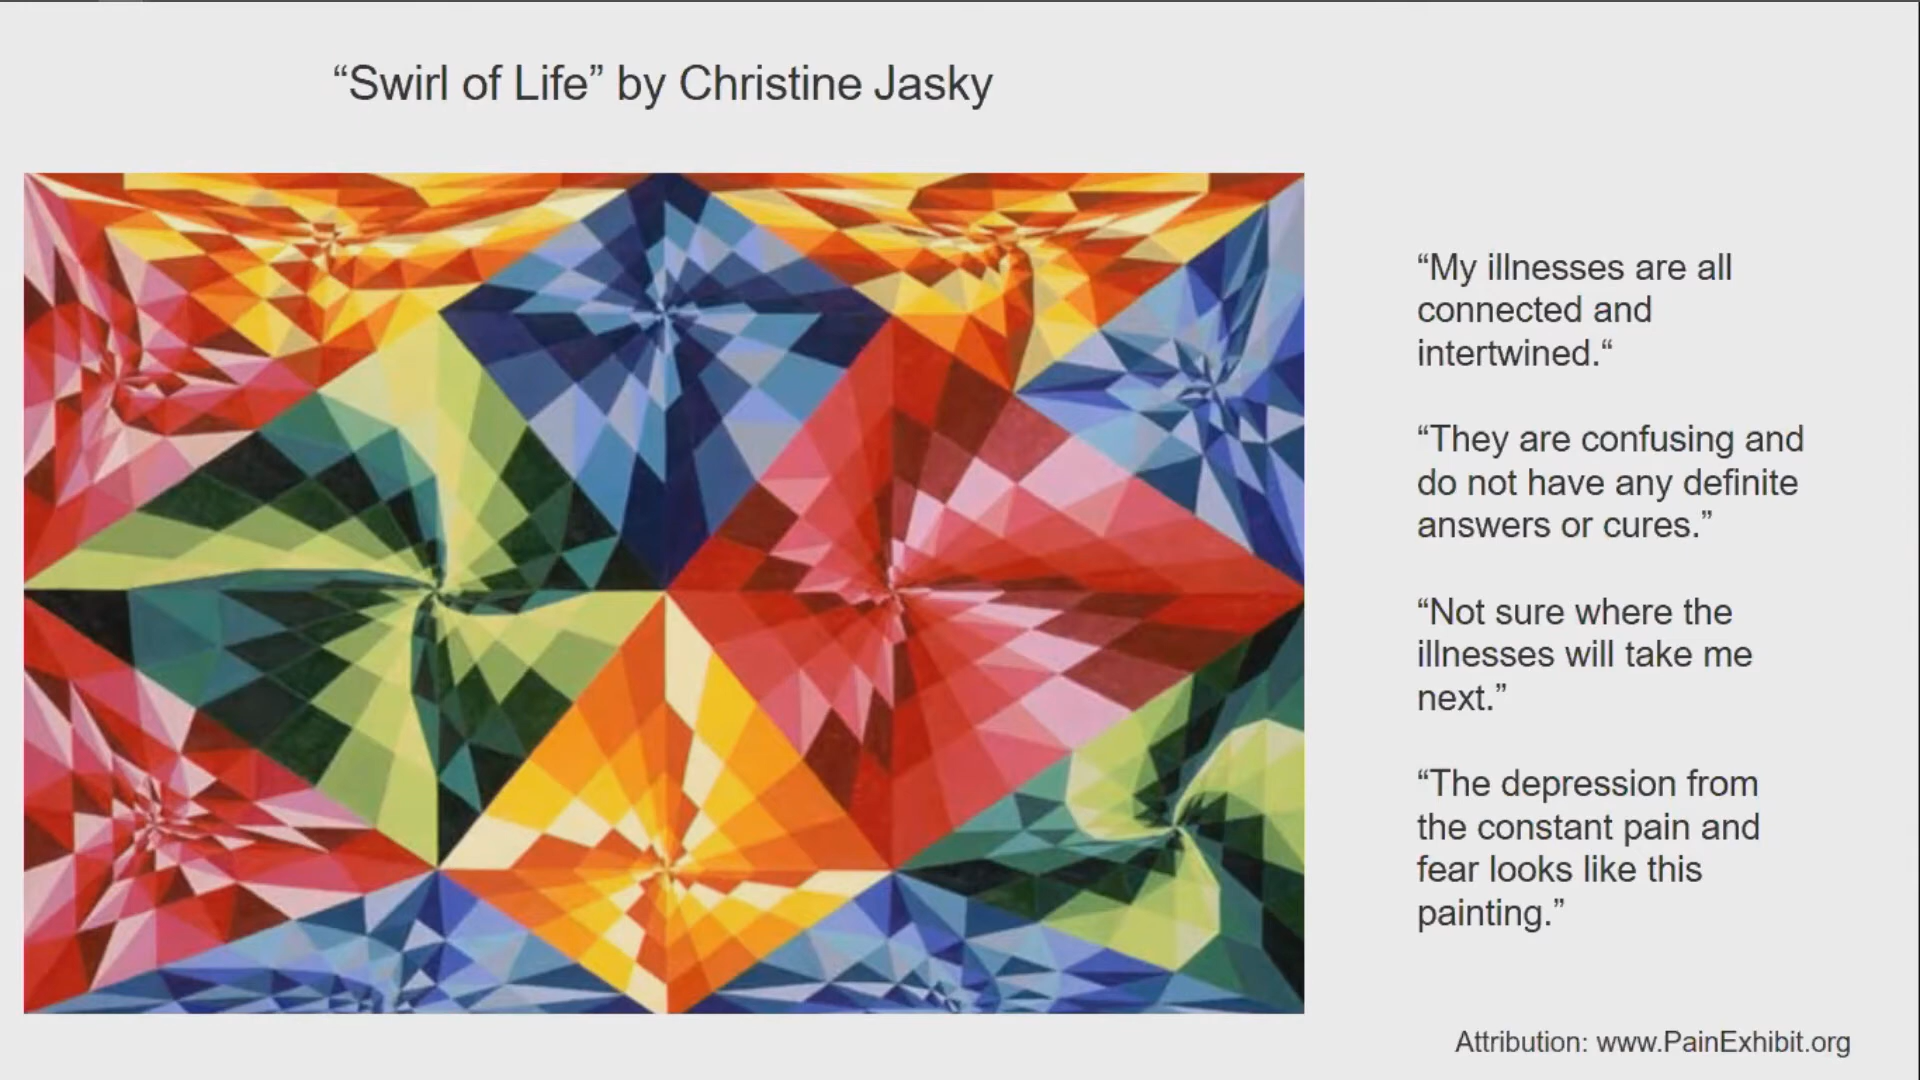 “Swirl of Life” by Christine Jasky
“My illnesses are all
connected and
intertwined.“
“They are confusing and
do not have any definite
answers or cures.”
“Not sure where the
illnesses will take me
next.”
“The depression from
the constant pain and
fear looks like this
painting.”
Attribution: www.PainExhibit.org